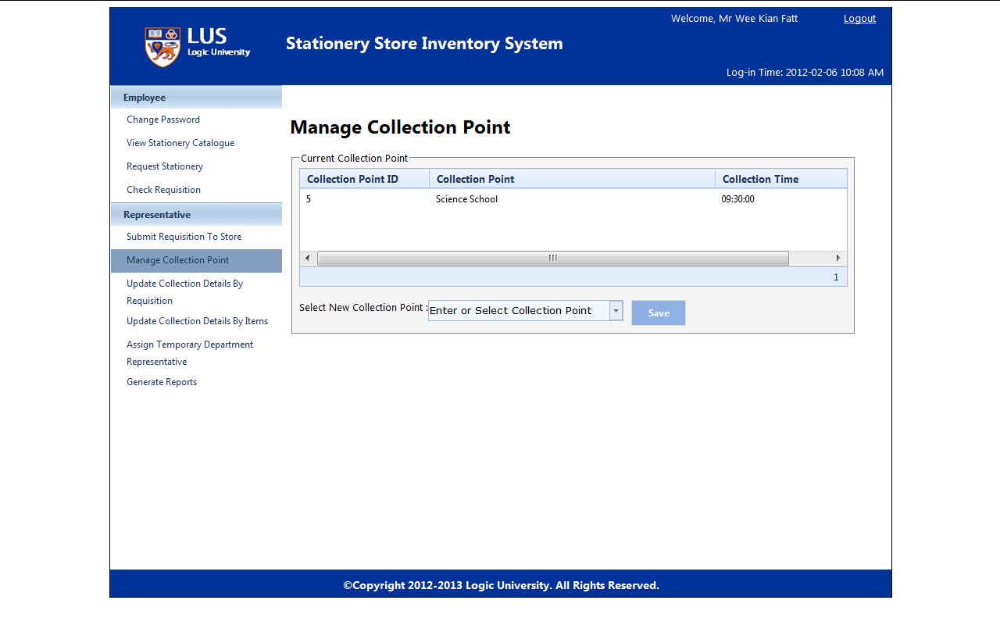 Welcome, Mr Wee Kian Fatt
Logout
LUS
Logic University
Stationery Store Inventory System
Log-in Time: 2012-02-06 10:08 AM
Employee
Change Password
View Stationery Catalogue
Request Stationery
Check Requisition
Representative
Submit Requisition To Store
Manage Collection Point
Update Collection Details By
Requisition
Update Collection Details By Items
Assign Temporary Department
Representative
Generate Reports
Manage Collection Point
Current Collection Point
Collection Point ID Collection Point Collection Time
5 Science School 09:30:00
1
Select New Collection Point : Enter or Select Collection Point Save
©Copyright 2012-2013 Logic University. All Rights Reserved.